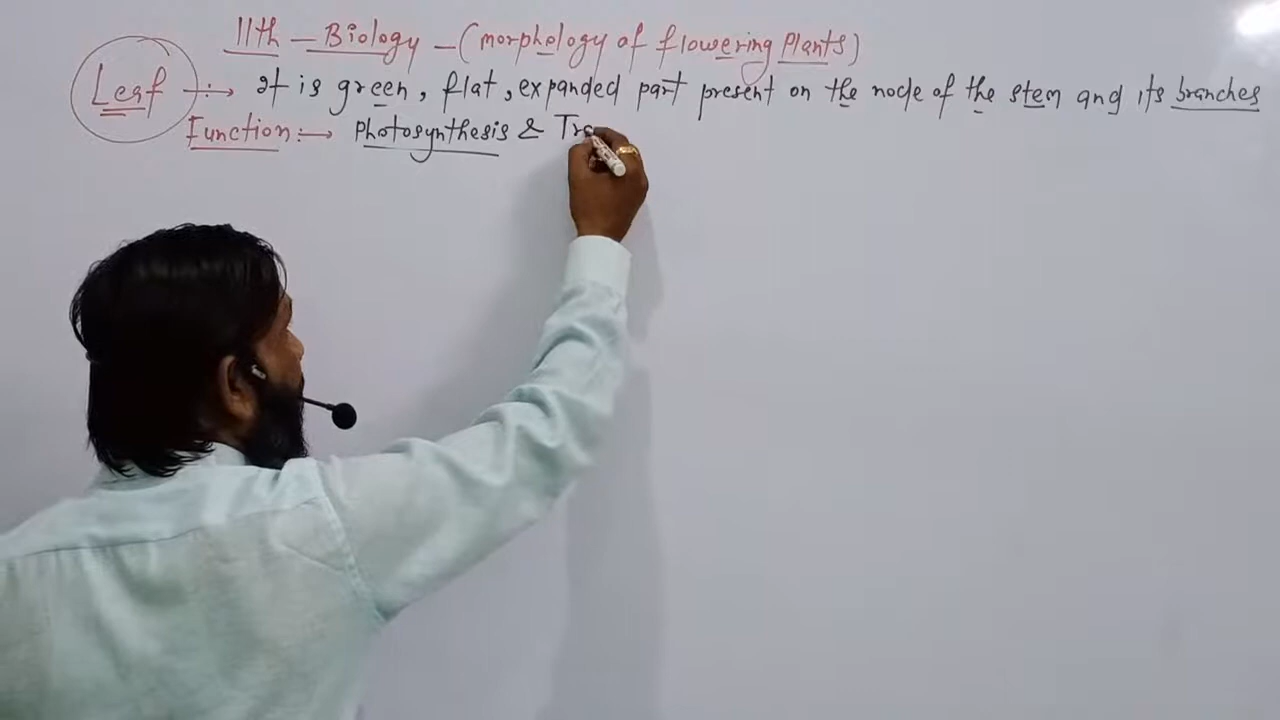 11th - Biology - (morphology of flowering Plants)
Leaf :→ It is green, flat, expanded part present on the node of the stem and its branches
Function :→ Photosynthesis & Tra